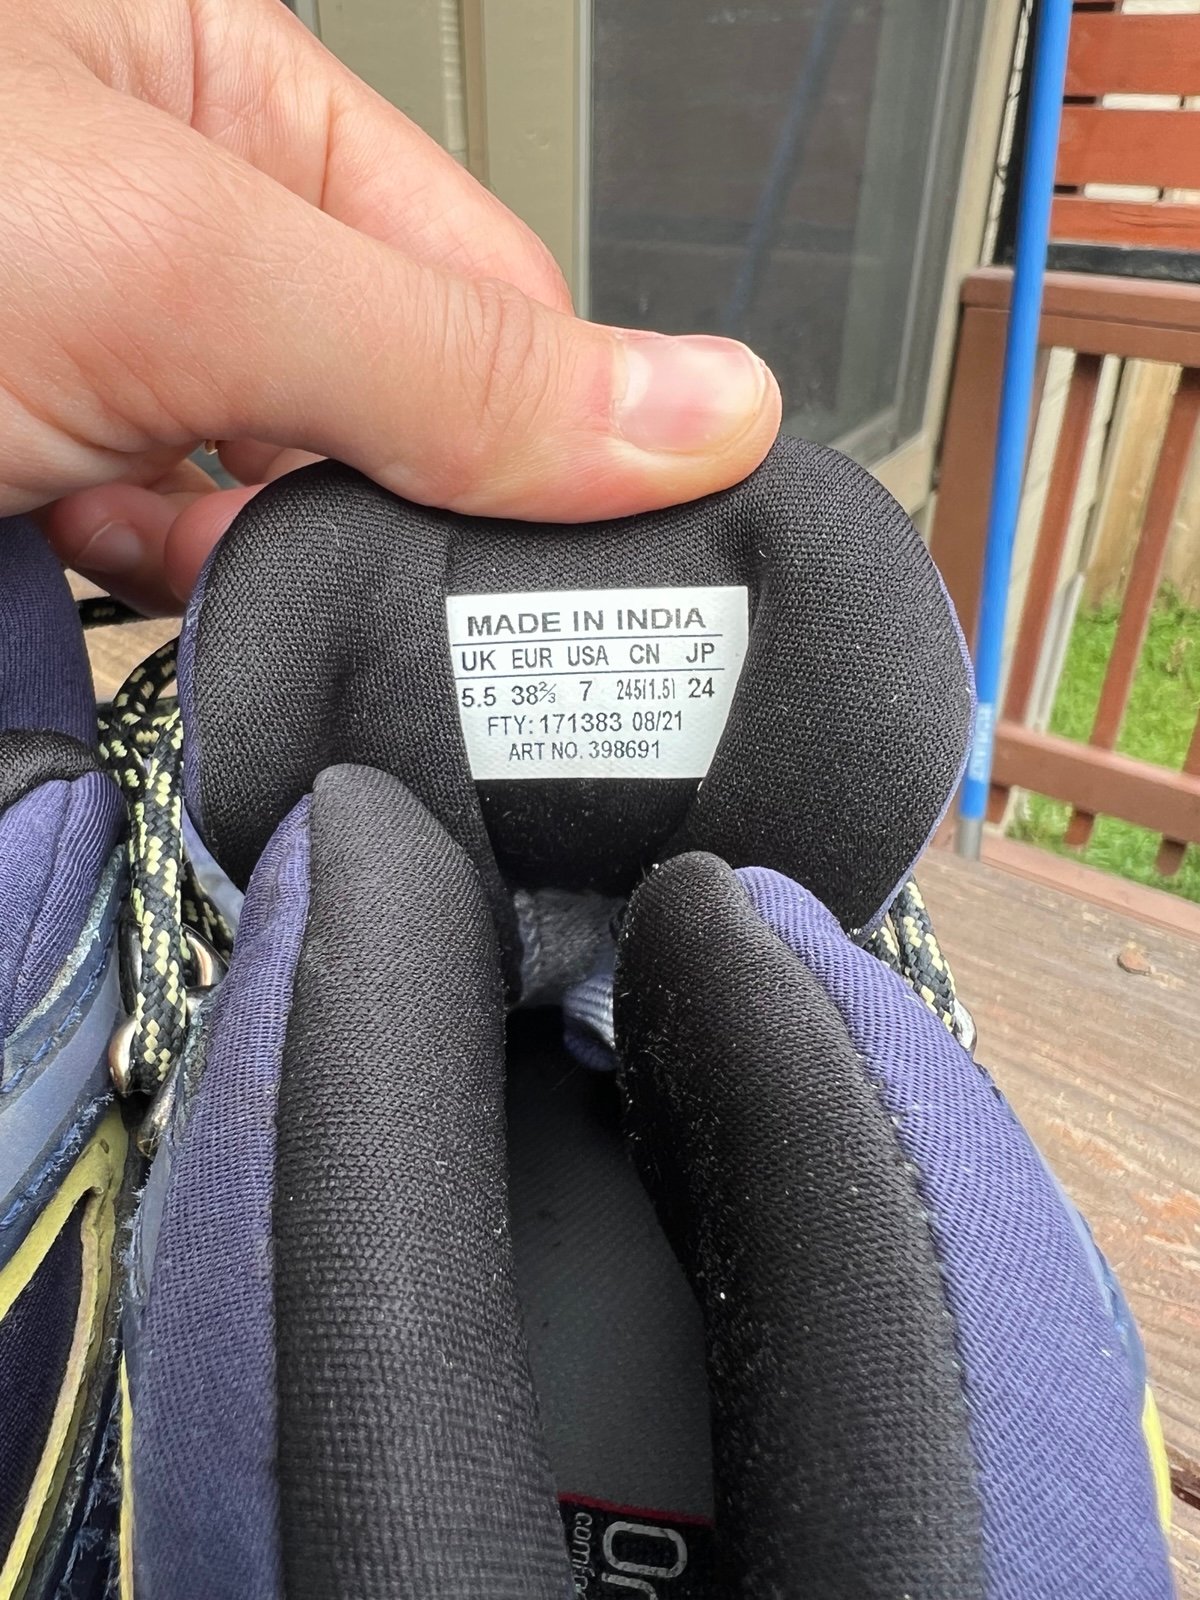 MADE IN INDIA
UK EUR USA CN JP
5.5 38⅔ 7 245(1.5) 24
FTY: 171383 08/21
ART NO. 398691